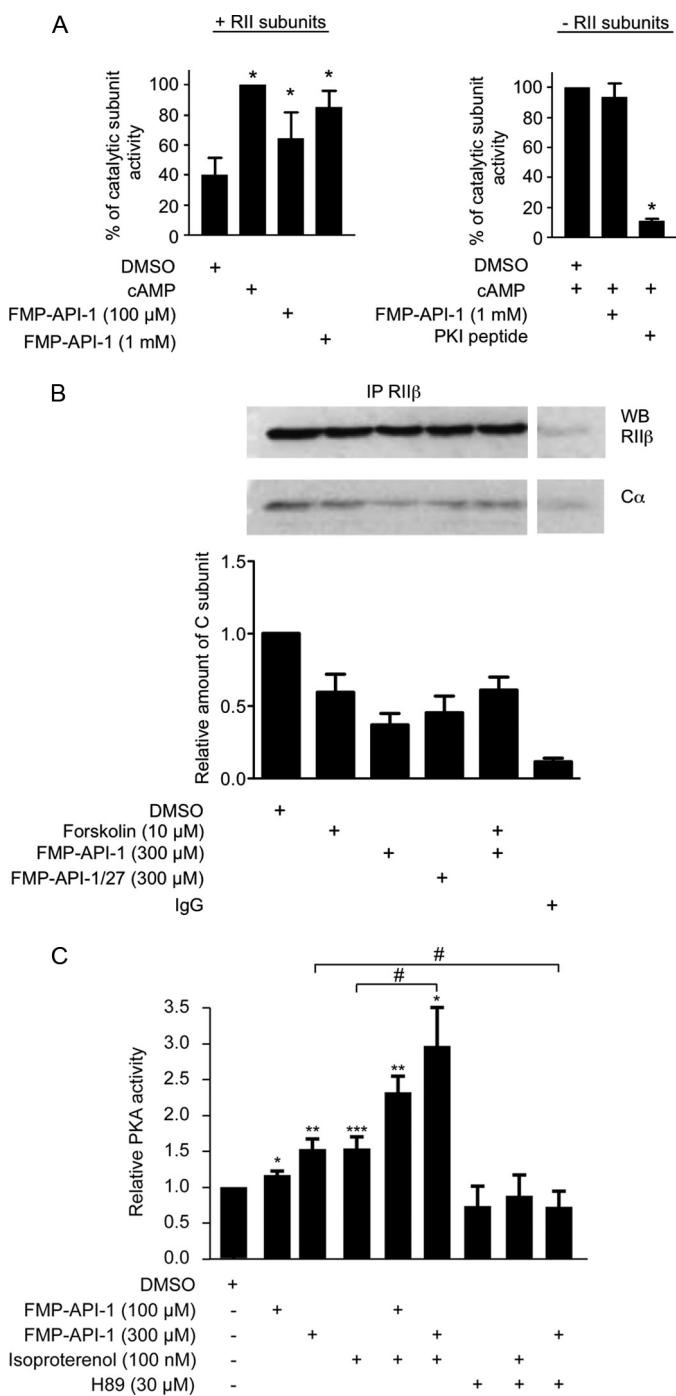 A
+ RII subunits
- RII subunits
% of catalytic subunit
activity
100
80
60
40
20
0
*
*
*
DMSO +
cAMP +
FMP-API-1 (100 µM) +
FMP-API-1 (1 mM) +
% of catalytic subunit
activity
100
80
60
40
20
0
*
DMSO +
cAMP + + +
FMP-API-1 (1 mM) +
PKI peptide +
B
IP RIIβ
WB
RIIβ
Cα
Relative amount of C subunit
1.5
1.0
0.5
0.0
DMSO +
Forskolin (10 µM) + +
FMP-API-1 (300 µM) + +
FMP-API-1/27 (300 µM) +
IgG +
C
#
#
Relative PKA activity
3.5
3.0
2.5
2.0
1.5
1.0
0.5
0.0
* ** *** ** *
DMSO +
FMP-API-1 (100 µM) - + +
FMP-API-1 (300 µM) - + + +
Isoproterenol (100 nM) - + + + +
H89 (30 µM) - + + +